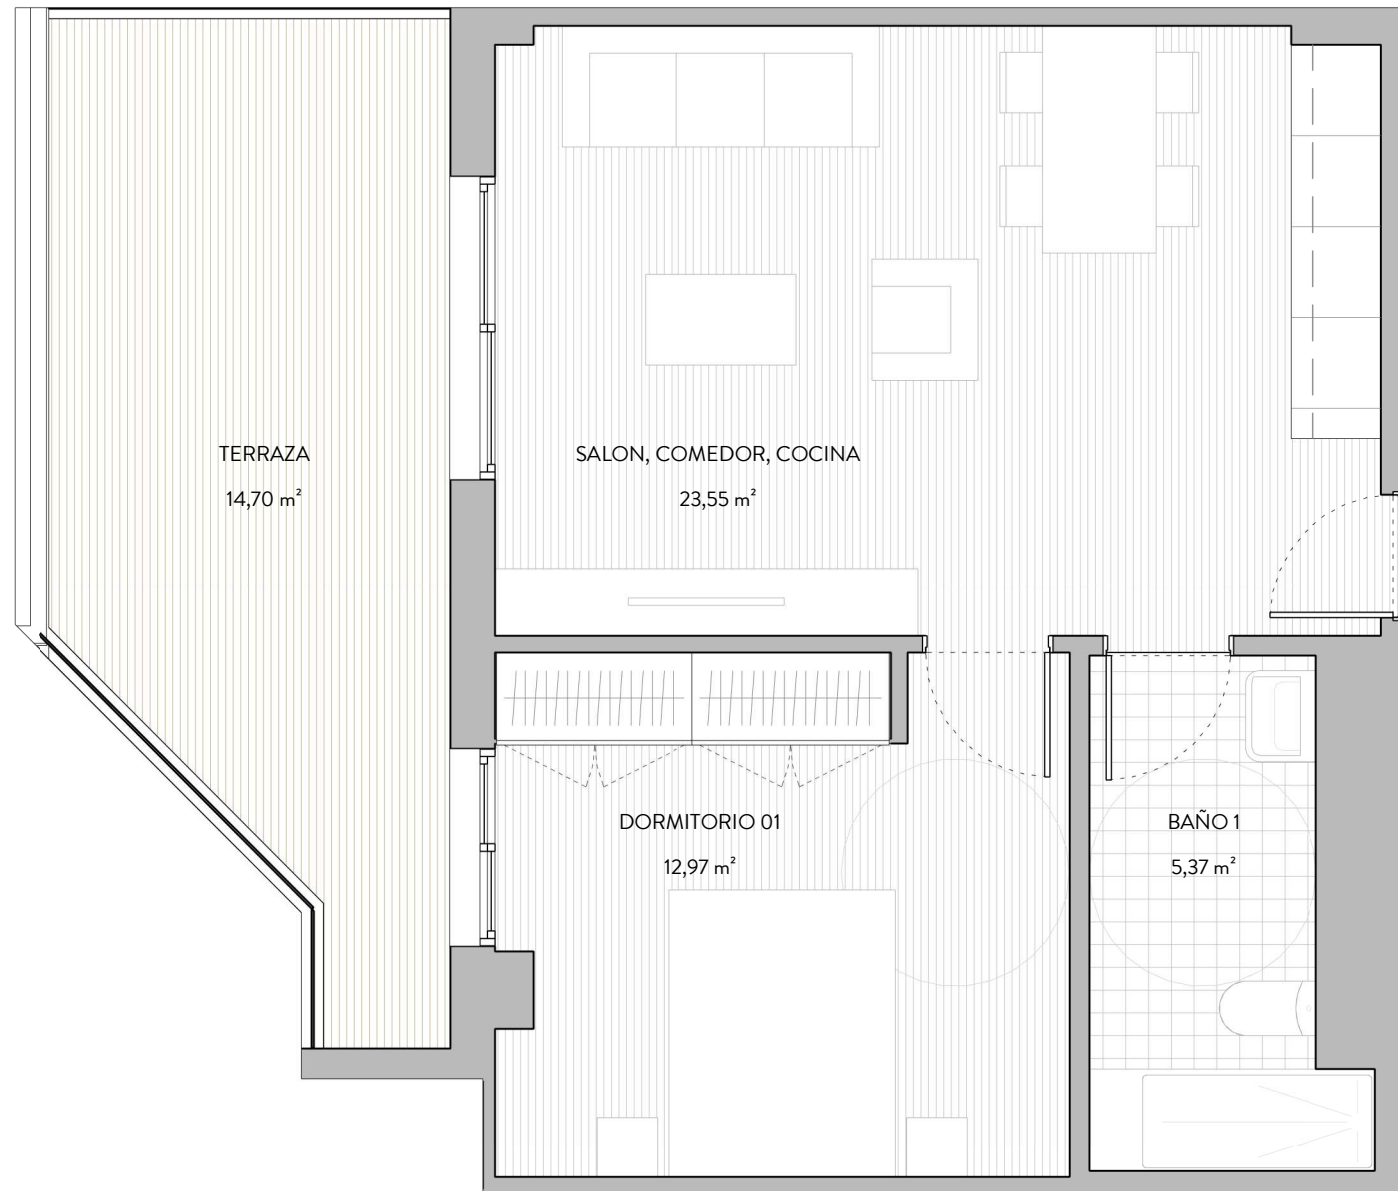 TERRAZA
14,70 m²
SALON, COMEDOR, COCINA
23,55 m²
DORMITORIO 01
12,97 m²
BAÑO 1
5,37 m²